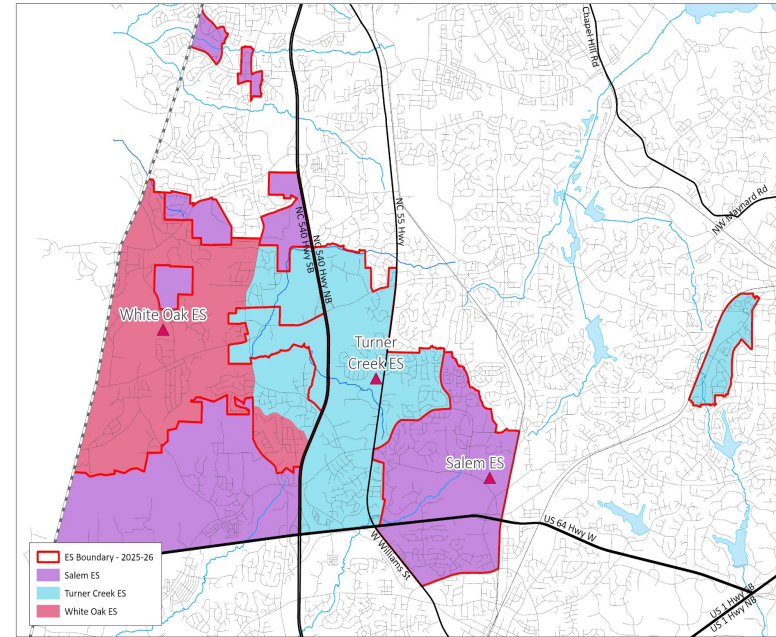 Chapel Hill Rd
NW Maynard Rd
NC 55 Hwy
NC 540 Hwy SB
NC 540 Hwy NB
White Oak ES
Turner
Creek ES
Salem ES
US 64 Hwy W
W Williams St
US 1 Hwy SB
US 1 Hwy NB
ES Boundary - 2025-26
Salem ES
Turner Creek ES
White Oak ES